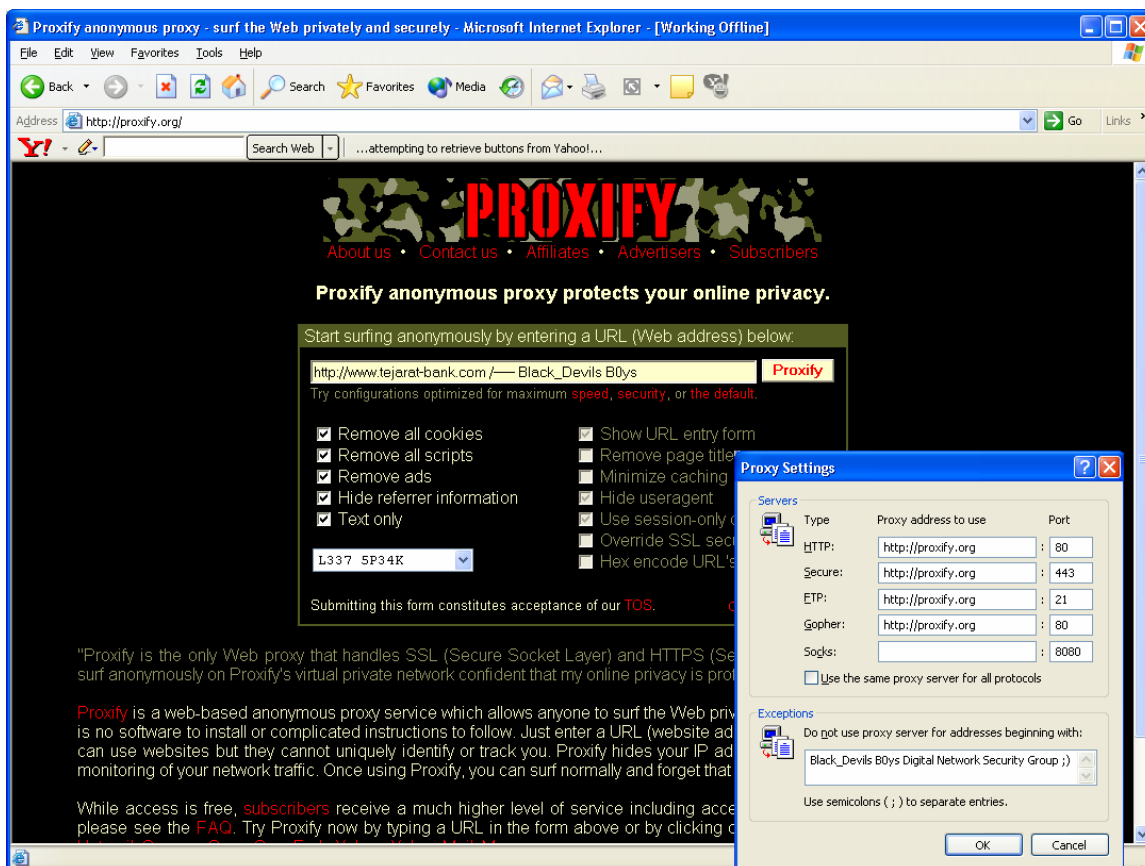 Proxify anonymous proxy - surf the Web privately and securely - Microsoft Internet Explorer - [Working Offline]
File Edit View Favorites Tools Help
Back Search Favorites Media
Address http://proxify.org/ Go Links »
Y! Search Web ...attempting to retrieve buttons from Yahoo!...
PROXIFY
About us • Contact us • Affiliates • Advertisers • Subscribers
Proxify anonymous proxy protects your online privacy.
Start surfing anonymously by entering a URL (Web address) below:
http://www.tejarat-bank.com /—— Black_Devils B0ys Proxify
Try configurations optimized for maximum speed, security, or the default.
Remove all cookies
Remove all scripts
Remove ads
Hide referrer information
Text only
L337 5P34K
Show URL entry form
Remove page title
Minimize caching
Hide useragent
Use session-only
Override SSL
Hex encode URL's
Submitting this form constitutes acceptance of our TOS.
"Proxify is the only Web proxy that handles SSL (Secure Socket Layer) and HTTPS
surf anonymously on Proxify's virtual private network confident that my online privacy is
Proxify is a web-based anonymous proxy service which allows anyone to surf the Web
is no software to install or complicated instructions to follow. Just enter a URL (website
can use websites but they cannot uniquely identify or track you. Proxify hides your IP
monitoring of your network traffic. Once using Proxify, you can surf normally and forget that
While access is free, subscribers receive a much higher level of service including
please see the FAQ. Try Proxify now by typing a URL in the form above or by clicking
Proxy Settings
Servers
Type Proxy address to use Port
HTTP: http://proxify.org : 80
Secure: http://proxify.org : 443
FTP: http://proxify.org : 21
Gopher: http://proxify.org : 80
Socks: : 8080
Use the same proxy server for all protocols
Exceptions
Do not use proxy server for addresses beginning with:
Black_Devils B0ys Digital Network Security Group ;)
Use semicolons ( ; ) to separate entries.
OK Cancel